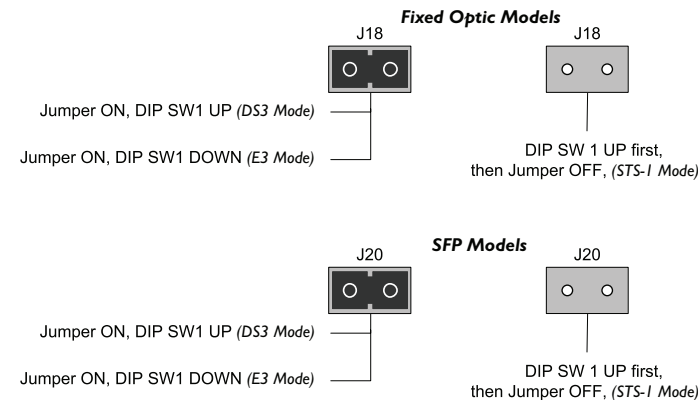 Fixed Optic Models
J18
J18
Jumper ON, DIP SW1 UP (DS3 Mode)
Jumper ON, DIP SW1 DOWN (E3 Mode)
DIP SW 1 UP first,
then Jumper OFF, (STS-1 Mode)
SFP Models
J20
J20
Jumper ON, DIP SW1 UP (DS3 Mode)
Jumper ON, DIP SW1 DOWN (E3 Mode)
DIP SW 1 UP first,
then Jumper OFF, (STS-1 Mode)